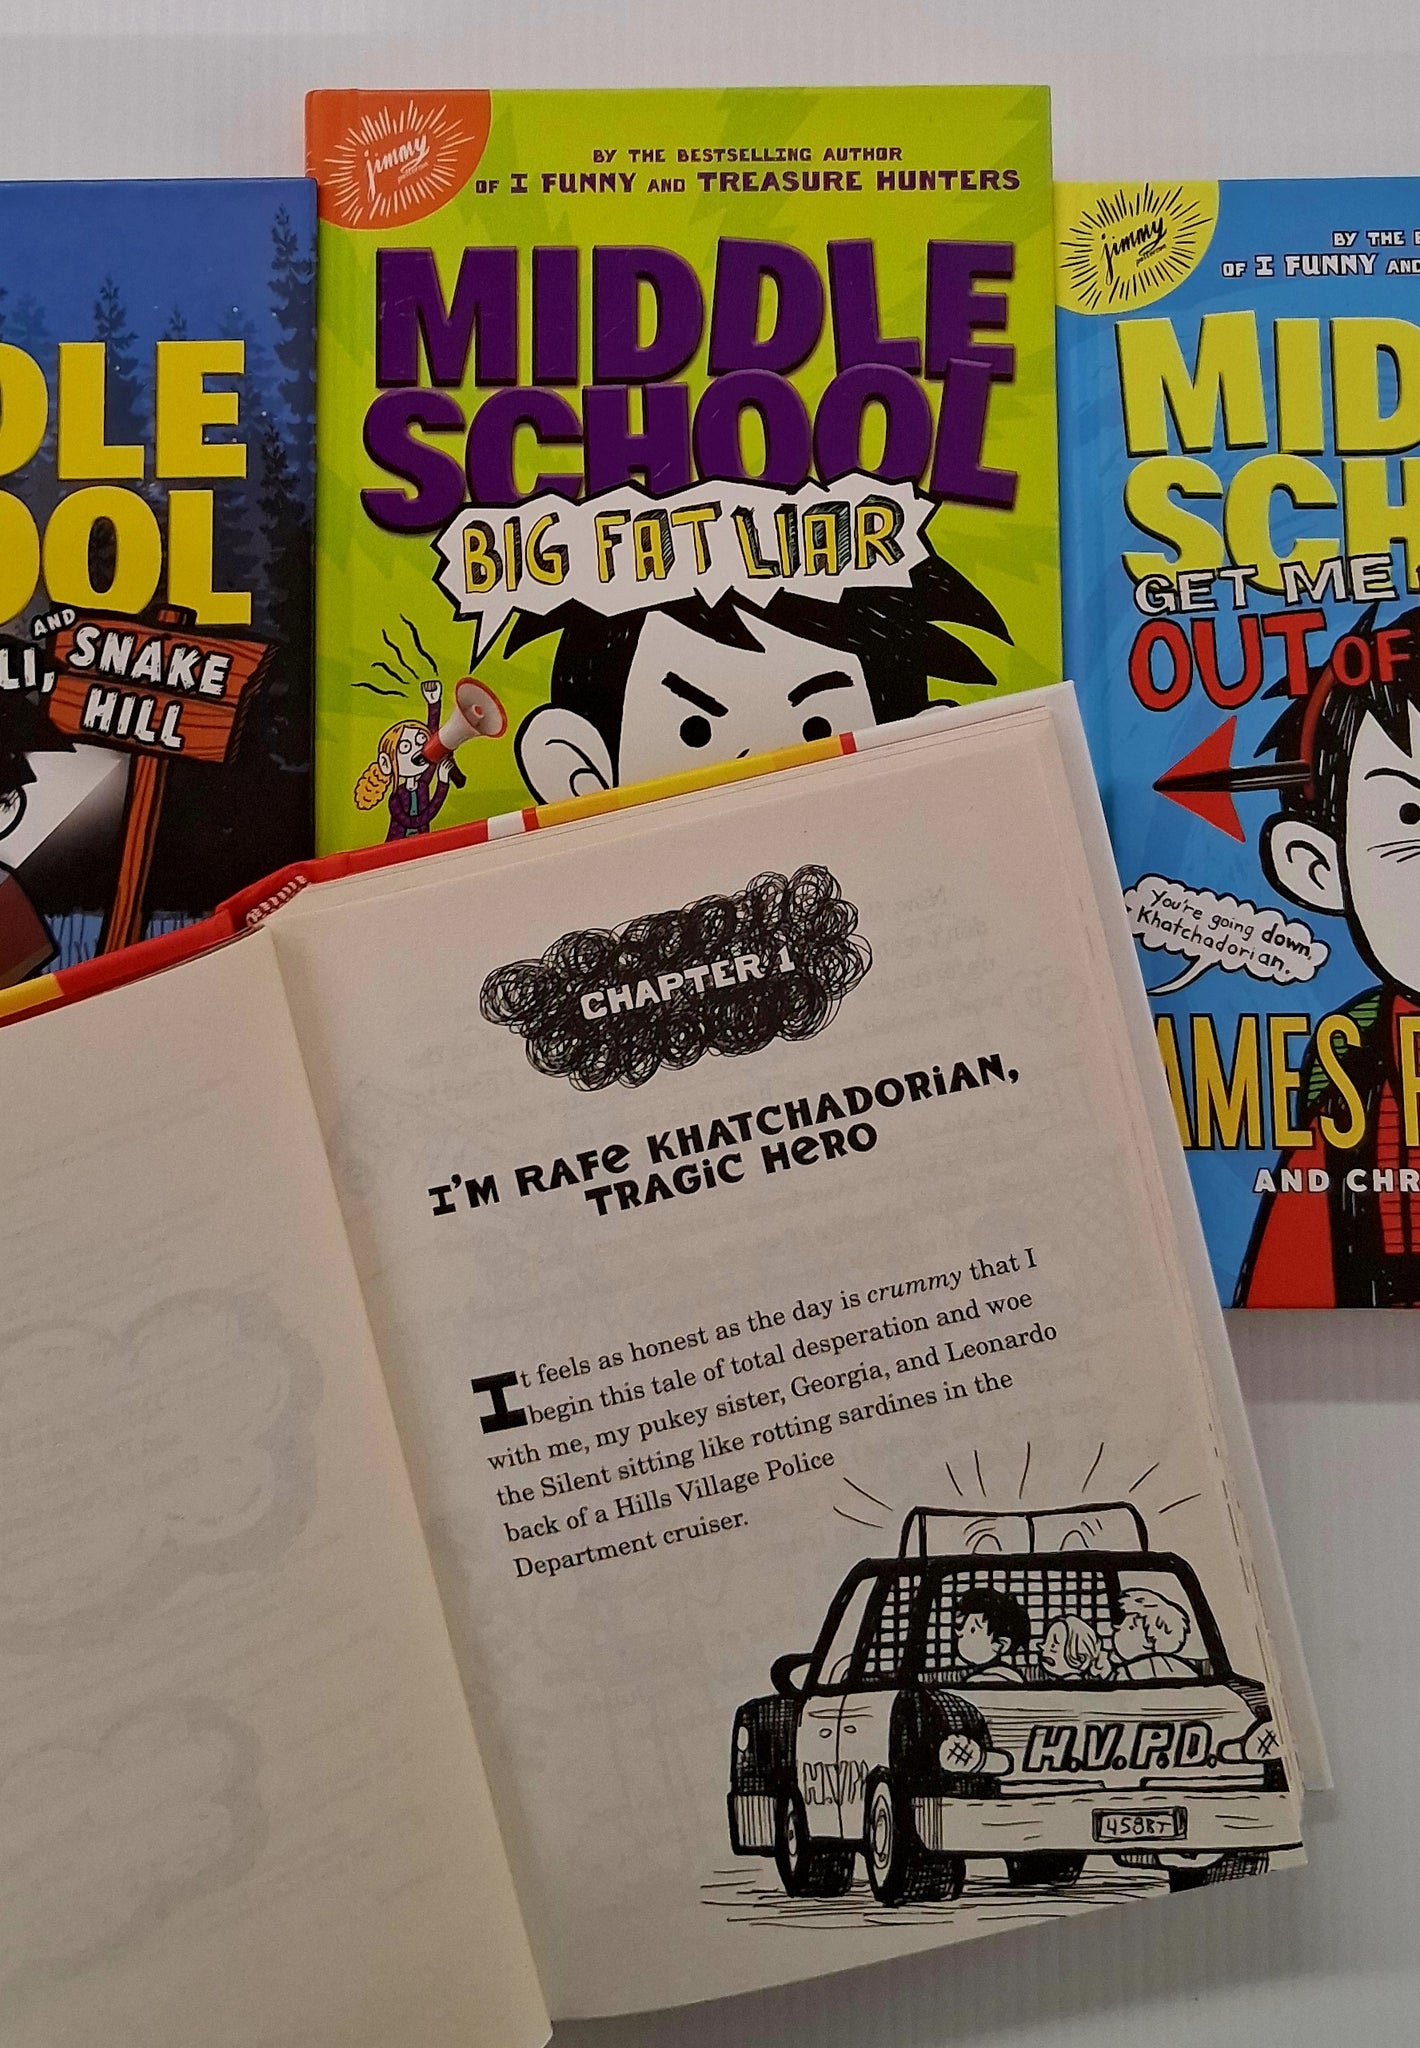 DLE
OOL
AND
LI, SNAKE
HILL
jimmy
patterson
BY THE BESTSELLING AUTHOR
OF I FUNNY AND TREASURE HUNTERS
MIDDLE
SCHOOL
BIG FAT LIAR
jimmy
patterson
BY THE
OF I FUNNY AND
MID
SCH
GET ME
OUT OF
You're going down,
Khatchadorian.
AMES
AND CHR
CHAPTER 1
I'M RAFE KHATCHADORIAN,
TRAGIC HERO
It feels as honest as the day is crummy that I
begin this tale of total desperation and woe
with me, my pukey sister, Georgia, and Leonardo
the Silent sitting like rotting sardines in the
back of a Hills Village Police
Department cruiser.
H.V.P.D.
458RT